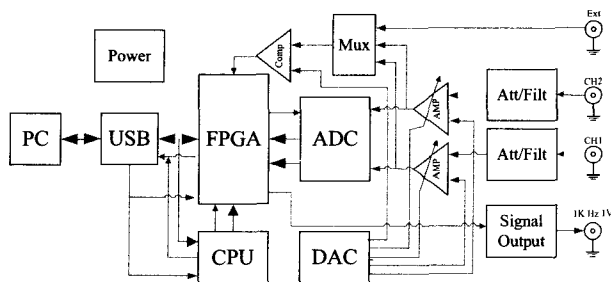 Ext
Mux
Comp
Power
CH2
Att/Filt
AMP
PC
USB
FPGA
ADC
CH1
Att/Filt
AMP
1K Hz 1V
Signal
Output
CPU
DAC